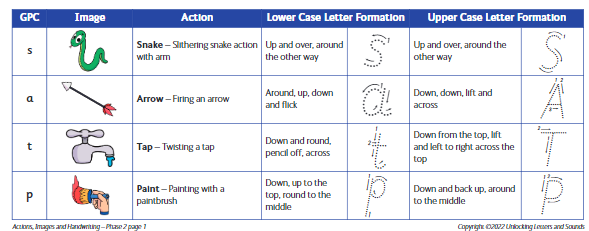 GPC Image Action Lower Case Letter Formation Upper Case Letter Formation
s
Snake – Slithering snake action
with arm
Up and over, around
the other way
Up and over, around the
other way
a
Arrow – Firing an arrow
Around, up, down
and flick
Down, down, lift and
across
t
Tap – Twisting a tap
Down and round,
pencil off, across
Down from the top, lift
and left to right across the
top
p
Paint – Painting with a
paintbrush
Down, up to the
top, round to the
middle
Down and back up, around
to the middle
Actions, Images and Handwriting – Phase 2 page 1
Copyright ©2022 Unlocking Letters and Sounds